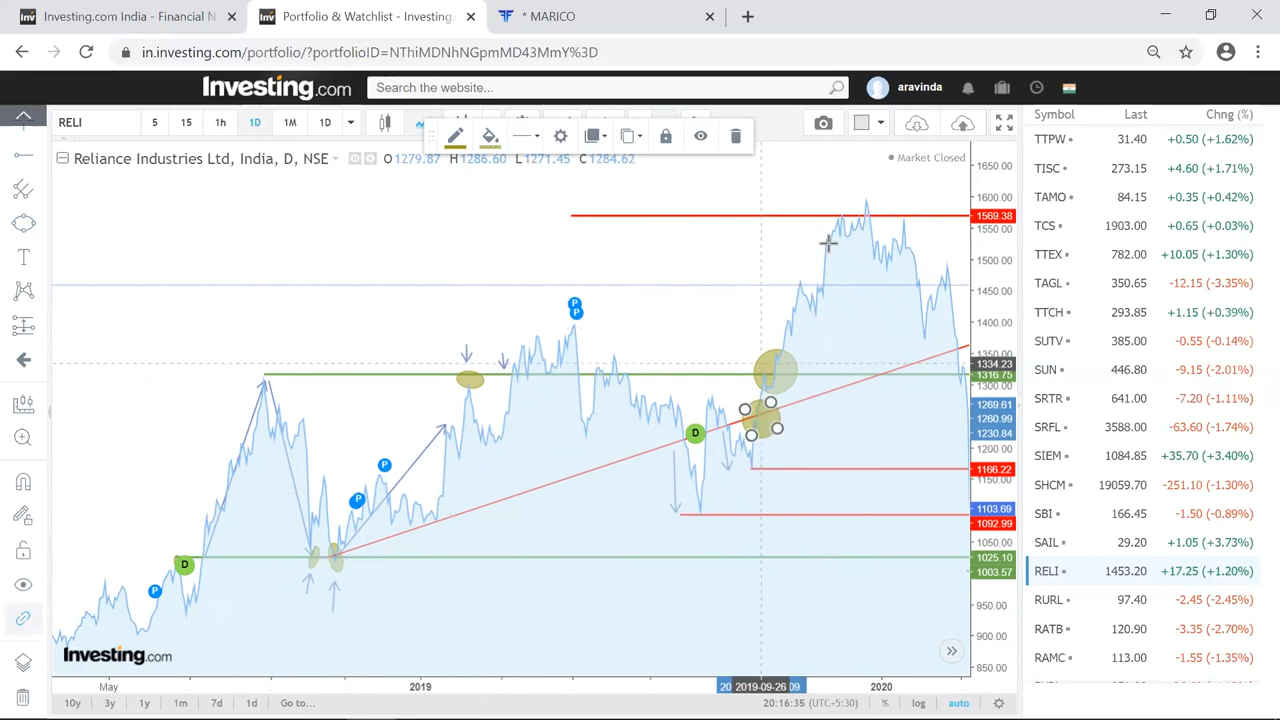 Investing.com India - Financial N
Portfolio & Watchlist - Investing.
* MARICO
in.investing.com/portfolio/?portfolioID=NThiMDNhNGpmMD43MmY%3D
Investing.com
Search the website...
aravinda
RELI
5
15
1h
1D
1M
1D
Symbol
Last
Chng (%)
Reliance Industries Ltd, India, D, NSE
O1279.87 H1286.60 L1271.45 C1284.62
Market Closed
TTPW 31.40 +0.50 (+1.62%)
TISC 273.15 +4.60 (+1.71%)
TAMO 84.15 +0.35 (+0.42%)
TCS 1903.00 +0.65 (+0.03%)
TTEX 782.00 +10.05 (+1.30%)
TAGL 350.65 -12.15 (-3.35%)
TTCH 293.85 +1.15 (+0.39%)
SUTV 385.00 -0.55 (-0.14%)
SUN 446.80 -9.15 (-2.01%)
SRTR 641.00 -7.20 (-1.11%)
SRFL 3588.00 -63.60 (-1.74%)
SIEM 1084.85 +35.70 (+3.40%)
SHCM 19059.70 -251.10 (-1.30%)
SBI 166.45 -1.50 (-0.89%)
SAIL 29.20 +1.05 (+3.73%)
RELI 1453.20 +17.25 (+1.20%)
RURL 97.40 -2.45 (-2.45%)
RATB 120.90 -3.35 (-2.70%)
RAMC 113.00 -1.55 (-1.35%)
1650.00
1600.00
1569.38
1550.00
1500.00
1450.00
1400.00
1350.00
1334.23
1316.75
1300.00
1269.61
1260.99
1230.84
1200.00
1166.22
1150.00
1103.69
1092.99
1050.00
1025.10
1003.57
950.00
900.00
850.00
P
P
P
P
P
D
D
Investing.com
May
2019
20
2019-09-26
09
2020
10y
3y
1y
1m
7d
1d
Go to...
20:16:35 (UTC+5:30)
%
log
auto